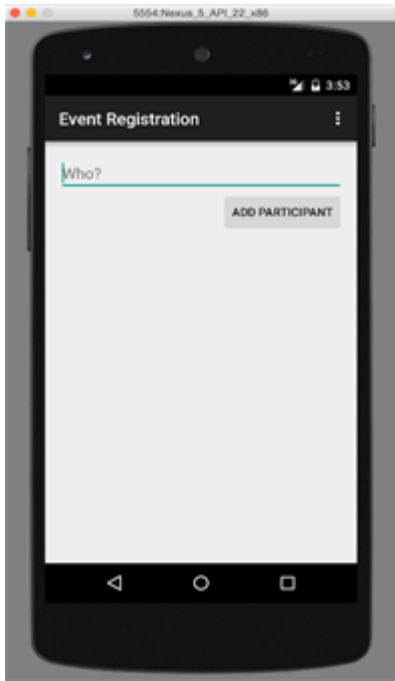 5554:Nexus_5_API_22_x86
3:53
Event Registration
Who?
ADD PARTICIPANT